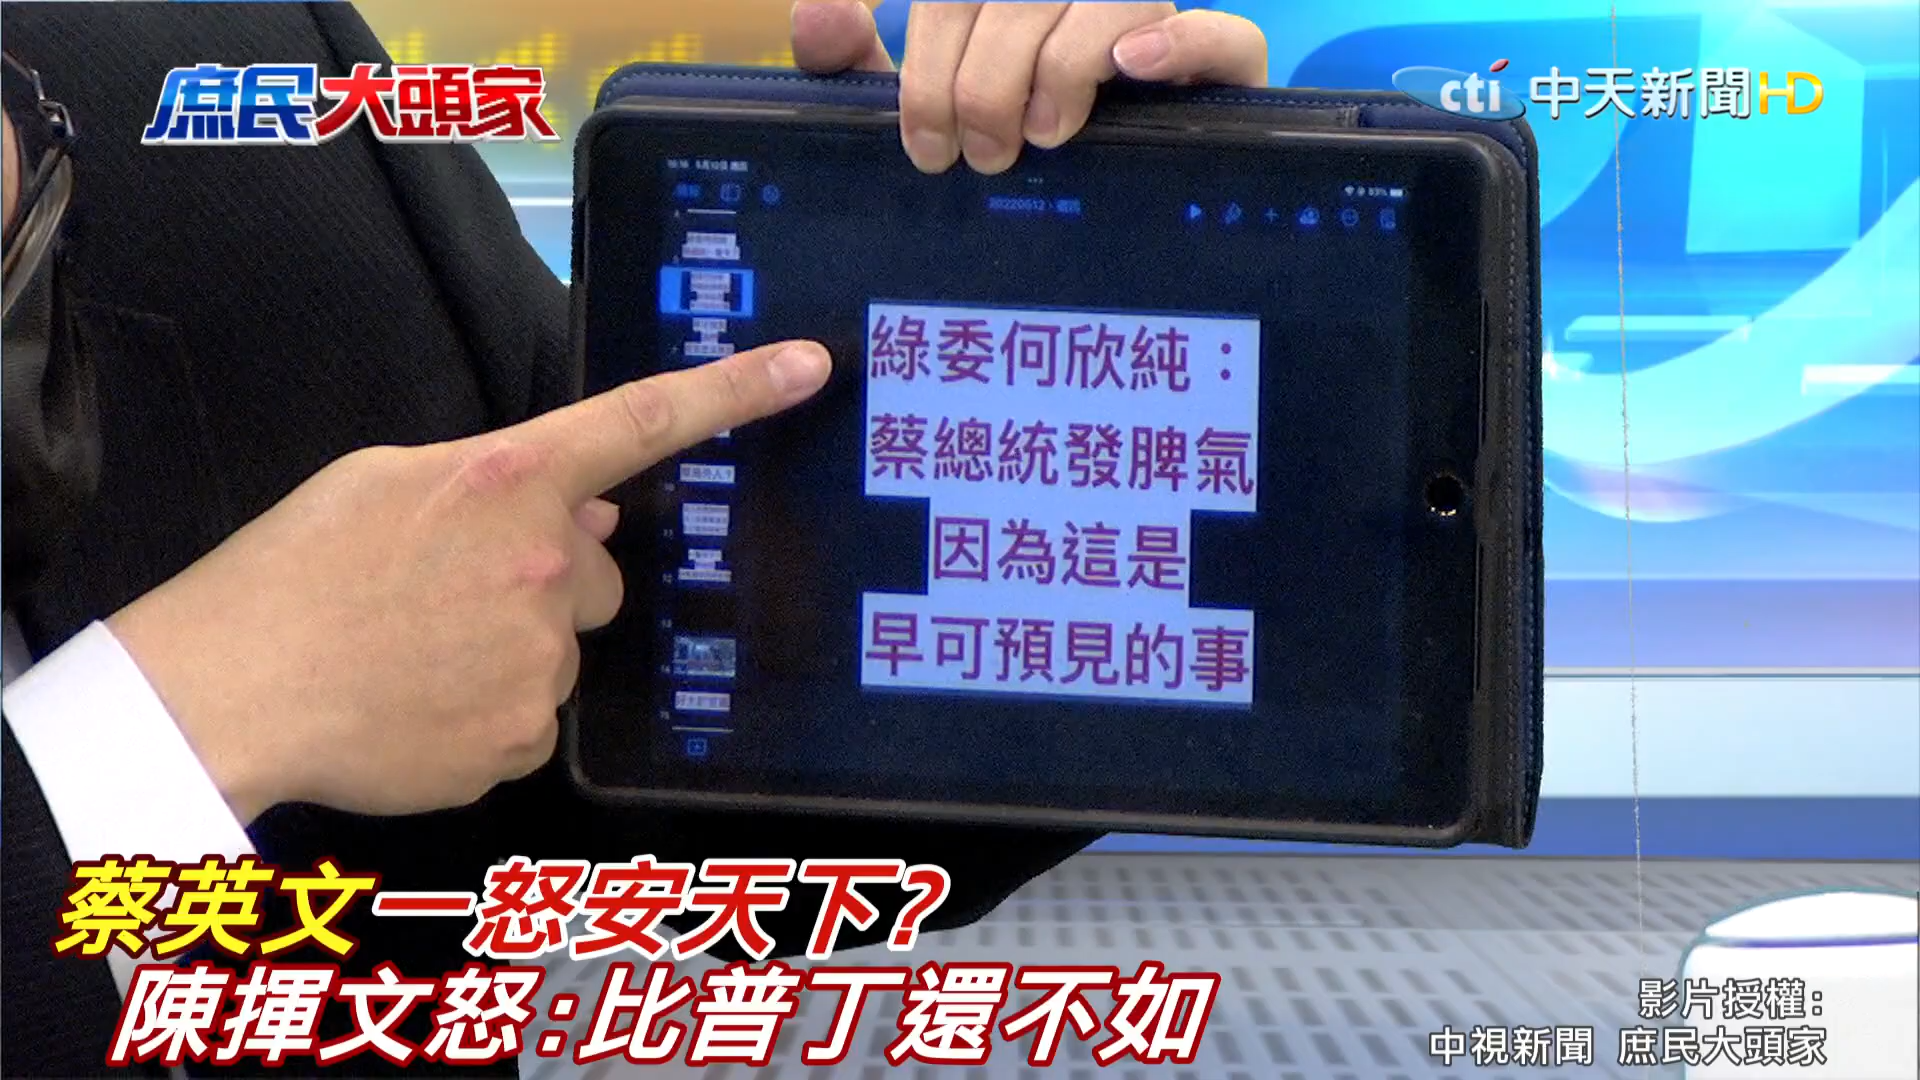 庶民大頭家
cti 中天新聞HD
綠委何欣純：
蔡總統發脾氣
因為這是
早可預見的事
蔡英文一怒安天下?
陳揮文怒:比普丁還不如
影片授權:
中視新聞 庶民大頭家